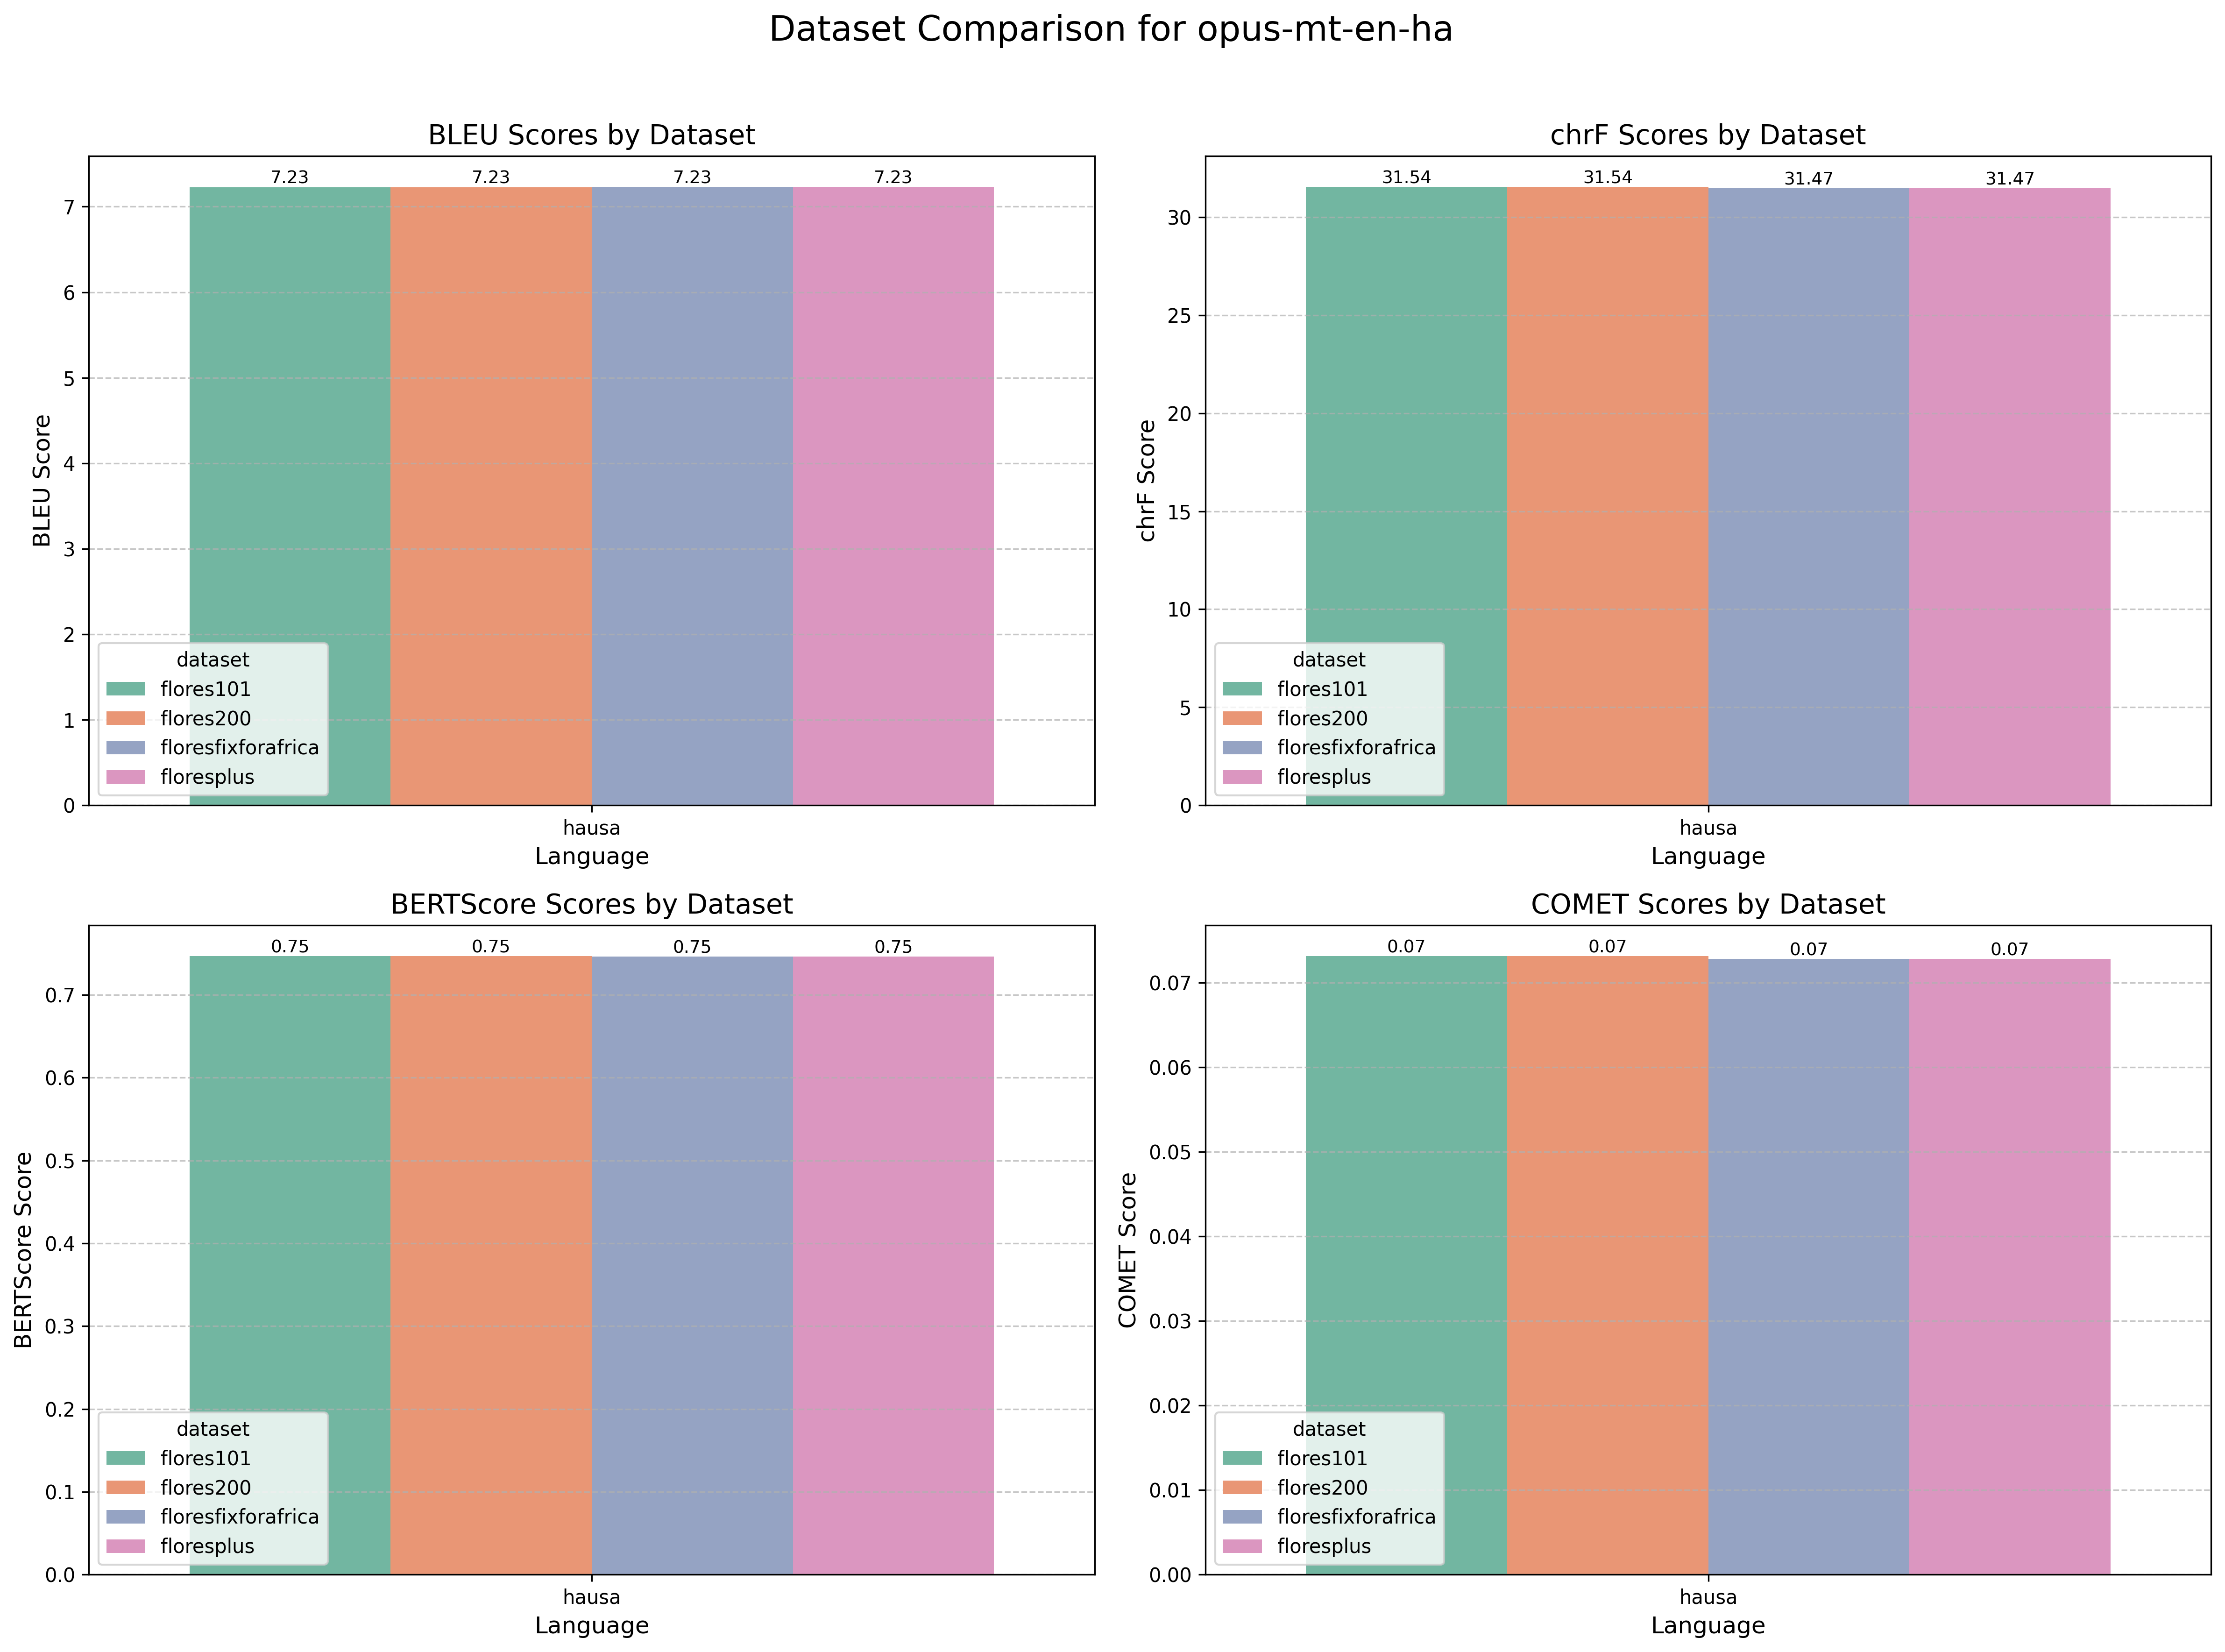 Dataset Comparison for opus-mt-en-ha
BLEU Scores by Dataset
7.23 7.23 7.23 7.23
7
6
5
4
3
2
1
0
BLEU Score
dataset
flores101
flores200
floresfixforafrica
floresplus
hausa
Language
chrF Scores by Dataset
31.54 31.54 31.47 31.47
30
25
20
15
10
5
0
chrF Score
dataset
flores101
flores200
floresfixforafrica
floresplus
hausa
Language
BERTScore Scores by Dataset
0.75 0.75 0.75 0.75
0.7
0.6
0.5
0.4
0.3
0.2
0.1
0.0
BERTScore Score
dataset
flores101
flores200
floresfixforafrica
floresplus
hausa
Language
COMET Scores by Dataset
0.07 0.07 0.07 0.07
0.07
0.06
0.05
0.04
0.03
0.02
0.01
0.00
COMET Score
dataset
flores101
flores200
floresfixforafrica
floresplus
hausa
Language